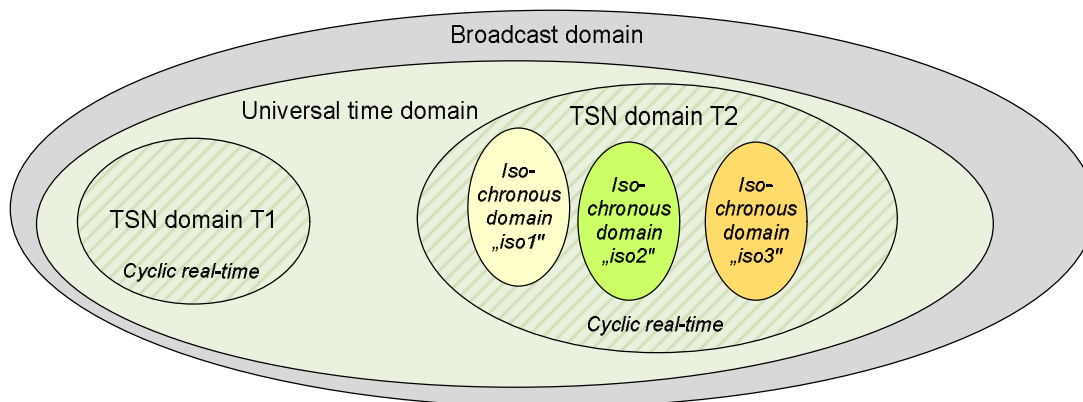 Broadcast domain
Universal time domain
TSN domain T2
Iso-
chronous
domain
„iso1"
Iso-
chronous
domain
„iso2"
Iso-
chronous
domain
„iso3"
TSN domain T1
Cyclic real-time
Cyclic real-time